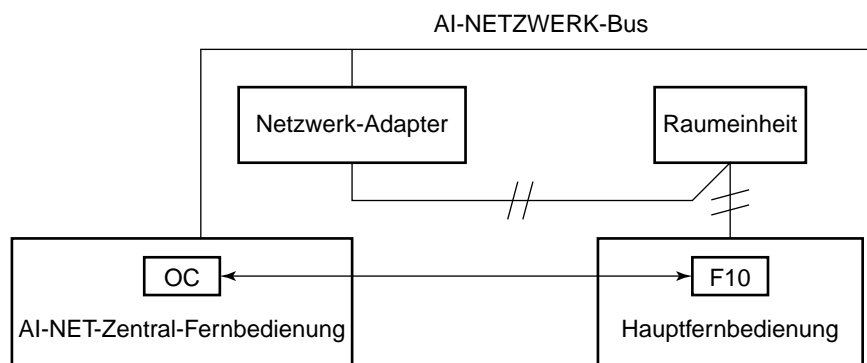 AI-NETZWERK-Bus
Netzwerk-Adapter
Raumeinheit
OC
F10
AI-NET-Zentral-Fernbedienung
Hauptfernbedienung